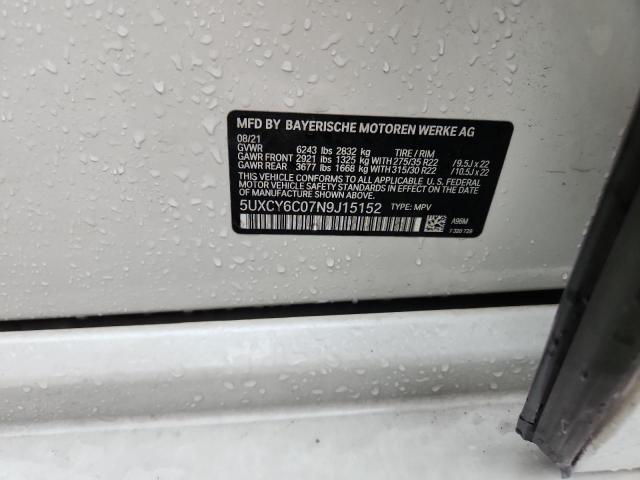 MFD BY BAYERISCHE MOTOREN WERKE AG
08/21
GVWR 6243 lbs 2832 kg TIRE / RIM
GAWR FRONT 2921 lbs 1325 kg WITH 275/35 R22 /9.5J x 22
GAWR REAR 3677 lbs 1668 kg WITH 315/30 R22 /10.5J x 22
THIS VEHICLE CONFORMS TO ALL APPLICABLE U. S. FEDERAL
MOTOR VEHICLE SAFETY STANDARDS IN EFFECT ON THE DATE
OF MANUFACTURE SHOWN ABOVE.
5UXCY6C07N9J15152 TYPE: MPV
A96M
7 320 729